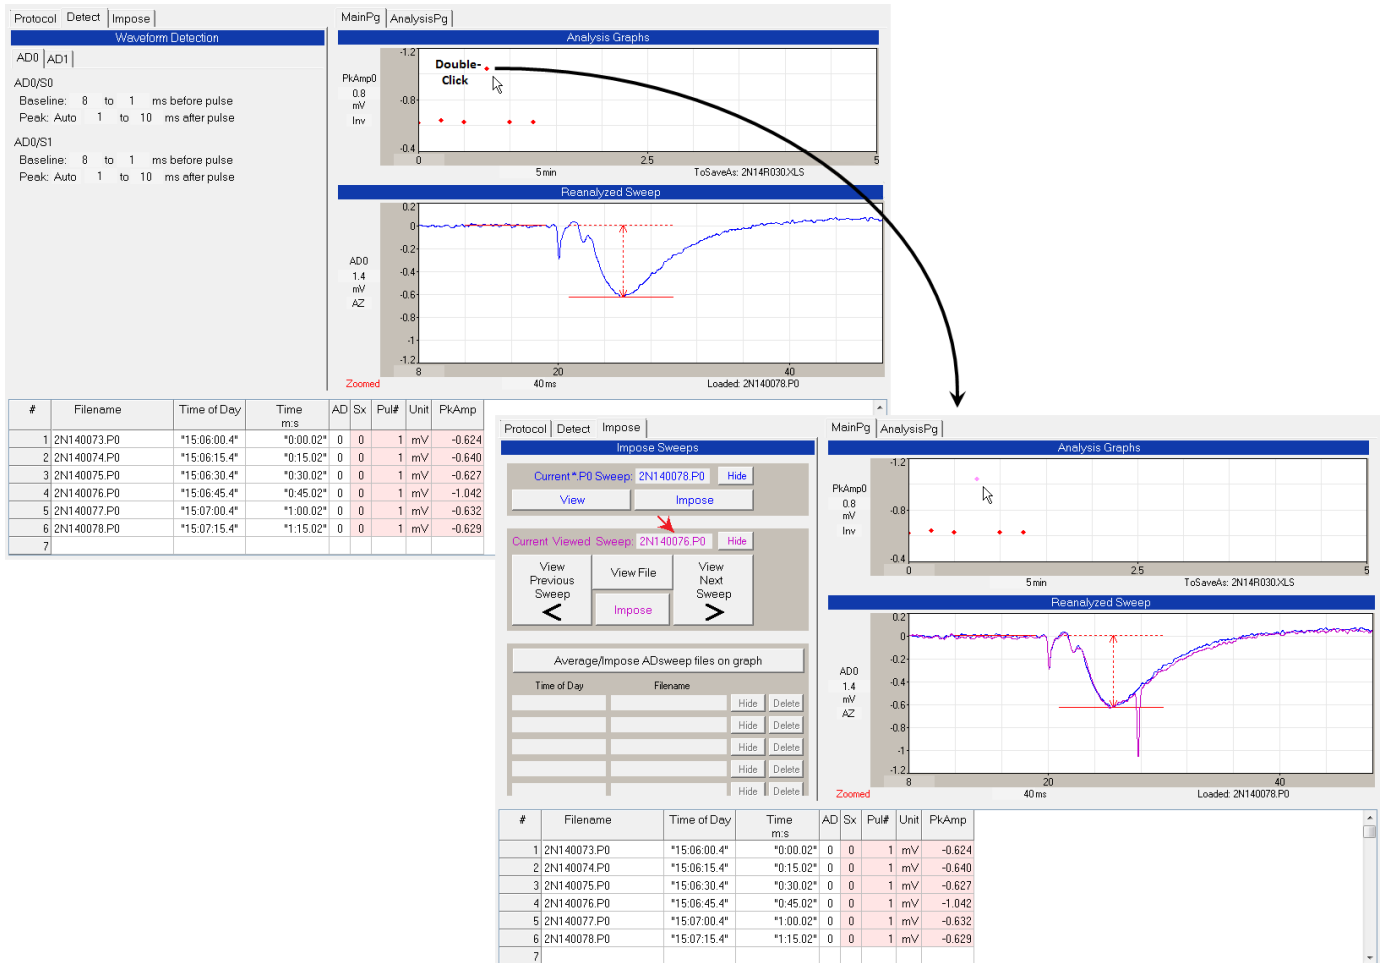 Protocol Detect Impose
Waveform Detection
AD0 AD1
AD0/S0
Baseline: 8 to 1 ms before pulse
Peak: Auto 1 to 10 ms after pulse
AD0/S1
Baseline: 8 to 1 ms before pulse
Peak: Auto 1 to 10 ms after pulse
MainPg AnalysisPg
Analysis Graphs
PkAmp0
0.8
mV
Inv
-1.2
-0.8
-0.4
Double-
Click
0 2.5 5
5 min ToSaveAs: 2N14R030.XLS
Reanalyzed Sweep
AD0
1.4
mV
AZ
0.2
0
-0.2
-0.4
-0.6
-0.8
-1
-1.2
8 20 40
Zoomed 40 ms Loaded: 2N140078.P0
# Filename Time of Day Time AD Sx Pul# Unit PkAmp
m:s
1 2N140073.P0 "15:06:00.4" "0:00.02" 0 0 1 mV -0.624
2 2N140074.P0 "15:06:15.4" "0:15.02" 0 0 1 mV -0.640
3 2N140075.P0 "15:06:30.4" "0:30.02" 0 0 1 mV -0.627
4 2N140076.P0 "15:06:45.4" "0:45.02" 0 0 1 mV -1.042
5 2N140077.P0 "15:07:00.4" "1:00.02" 0 0 1 mV -0.632
6 2N140078.P0 "15:07:15.4" "1:15.02" 0 0 1 mV -0.629
7
Protocol Detect Impose
Impose Sweeps
Current *.P0 Sweep: 2N140078.P0 Hide
View Impose
Current Viewed Sweep: 2N140076.P0 Hide
View
Previous
Sweep
<
View File
Impose
View
Next
Sweep
>
Average/Impose ADsweep files on graph
Time of Day Filename
Hide Delete
Hide Delete
Hide Delete
Hide Delete
Hide Delete
MainPg AnalysisPg
Analysis Graphs
PkAmp0
0.8
mV
Inv
-1.2
-0.8
-0.4
0 2.5 5
5 min ToSaveAs: 2N14R030.XLS
Reanalyzed Sweep
AD0
1.4
mV
AZ
0.2
0
-0.2
-0.4
-0.6
-0.8
-1
-1.2
8 20 40
Zoomed 40 ms Loaded: 2N140078.P0
# Filename Time of Day Time AD Sx Pul# Unit PkAmp
m:s
1 2N140073.P0 "15:06:00.4" "0:00.02" 0 0 1 mV -0.624
2 2N140074.P0 "15:06:15.4" "0:15.02" 0 0 1 mV -0.640
3 2N140075.P0 "15:06:30.4" "0:30.02" 0 0 1 mV -0.627
4 2N140076.P0 "15:06:45.4" "0:45.02" 0 0 1 mV -1.042
5 2N140077.P0 "15:07:00.4" "1:00.02" 0 0 1 mV -0.632
6 2N140078.P0 "15:07:15.4" "1:15.02" 0 0 1 mV -0.629
7